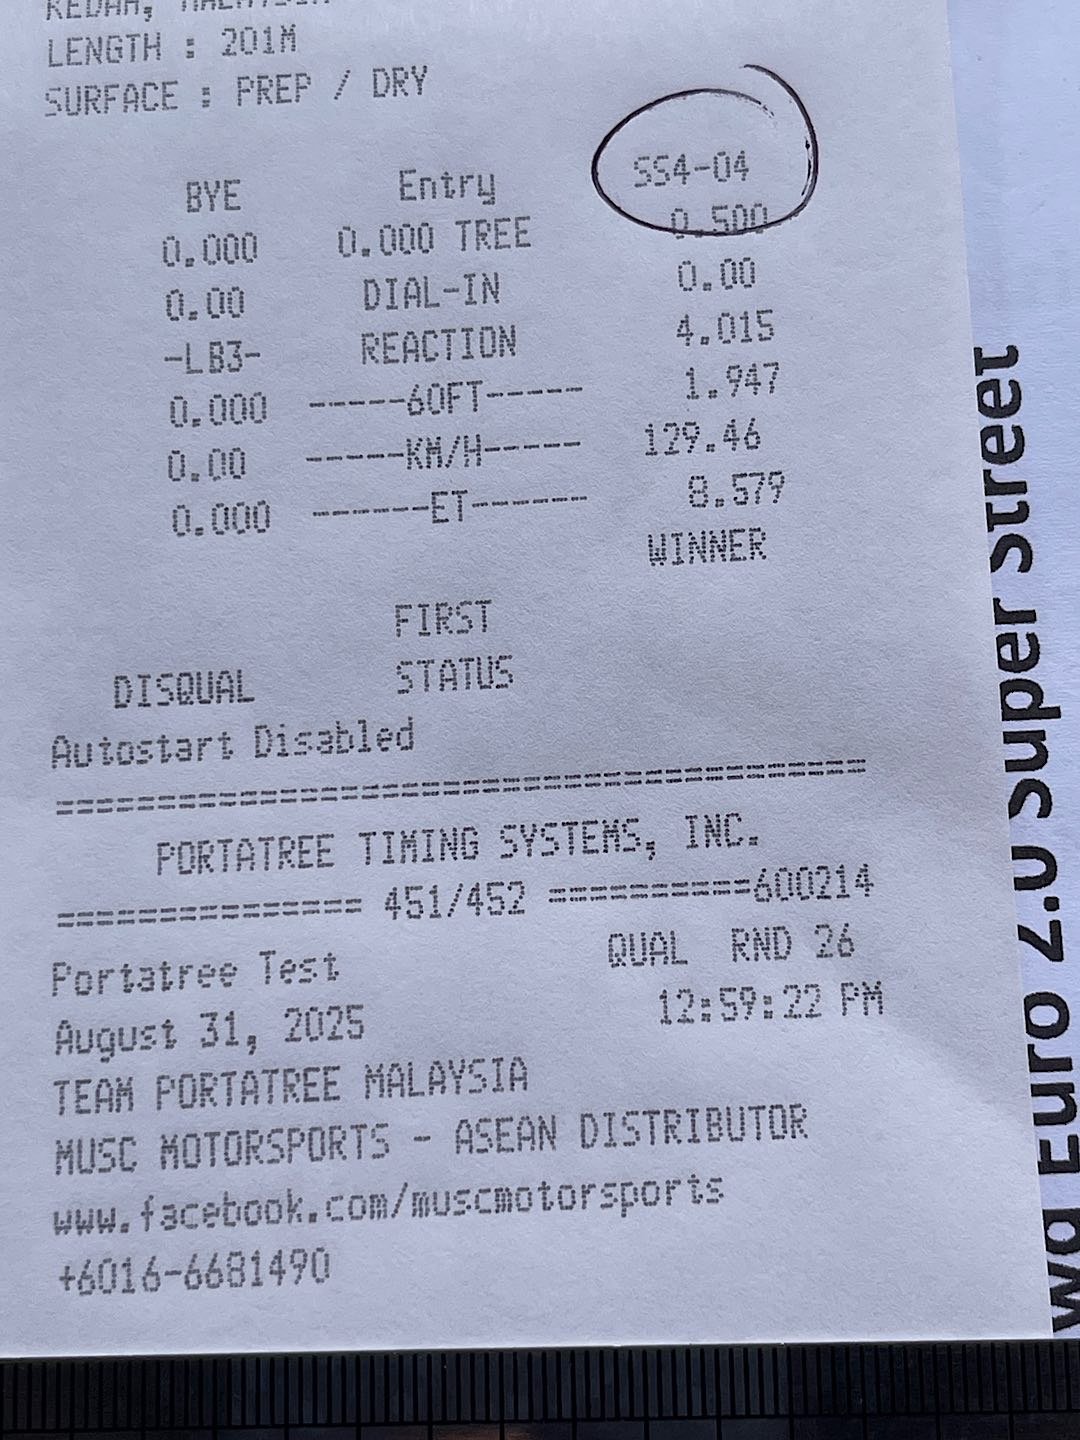 KEDAH, MALAYSIA
LENGTH : 201M
SURFACE : PREP / DRY
BYE Entry SS4-04
0.000 0.000 TREE 0.500
0.00 DIAL-IN 0.00
-LB3- REACTION 4.015
0.000 -----60FT----- 1.947
0.00 -----KM/H----- 129.46
0.000 ------ET------ 8.579
WINNER
FIRST
DISQUAL STATUS
Autostart Disabled
========================================
PORTATREE TIMING SYSTEMS, INC.
=============== 451/452 ==========600214
Portatree Test QUAL RND 26
August 31, 2025 12:59:22 PM
TEAM PORTATREE MALAYSIA
MUSC MOTORSPORTS - ASEAN DISTRIBUTOR
www.facebook.com/muscmotorsports
+6016-6681490
Euro 2.0 Super Street